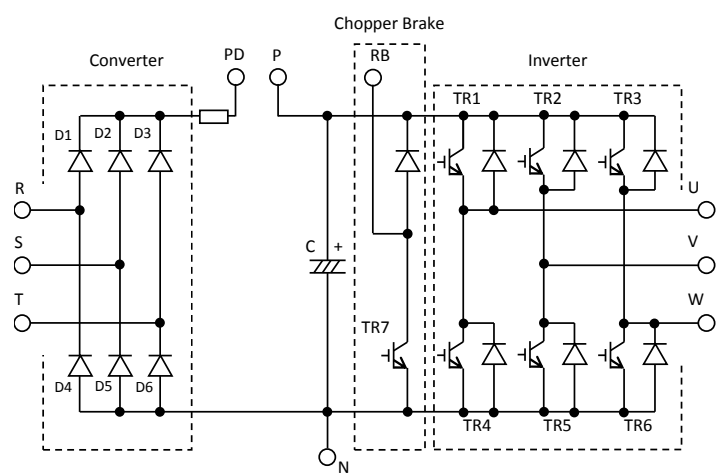 Chopper Brake
Converter
PD
P
RB
Inverter
TR1
TR2
TR3
D1
D2
D3
R
U
S
C
+
V
T
W
TR7
D4
D5
D6
TR4
TR5
TR6
N